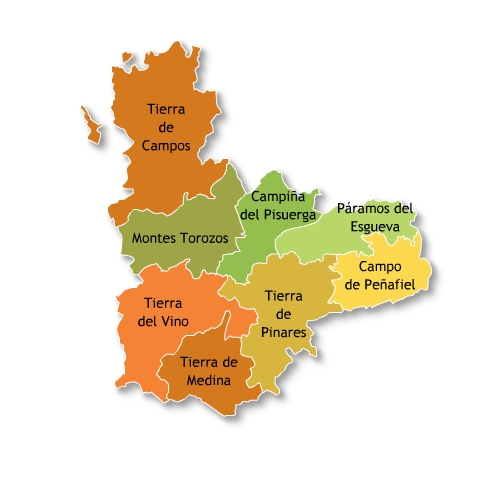 Tierra
de
Campos
Campiña
del Pisuerga
Páramos del
Esgueva
Montes Torozos
Campo
de Peñafiel
Tierra
del Vino
Tierra
de
Pinares
Tierra de
Medina